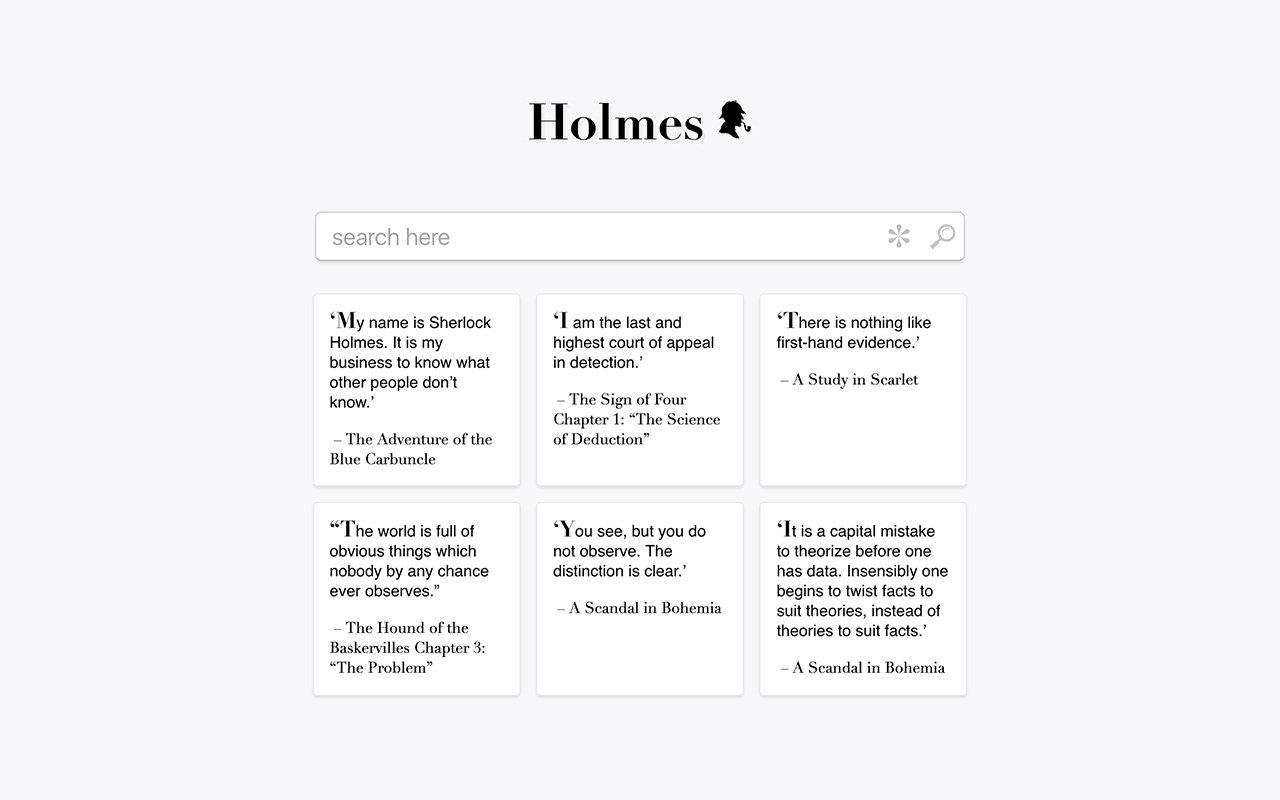 Holmes
search here
‘My name is Sherlock
Holmes. It is my
business to know what
other people don’t
know.’
– The Adventure of the
Blue Carbuncle
‘I am the last and
highest court of appeal
in detection.’
– The Sign of Four
Chapter 1: “The Science
of Deduction”
‘There is nothing like
first-hand evidence.’
– A Study in Scarlet
“The world is full of
obvious things which
nobody by any chance
ever observes.”
– The Hound of the
Baskervilles Chapter 3:
“The Problem”
‘You see, but you do
not observe. The
distinction is clear.’
– A Scandal in Bohemia
‘It is a capital mistake
to theorize before one
has data. Insensibly one
begins to twist facts to
suit theories, instead of
theories to suit facts.’
– A Scandal in Bohemia